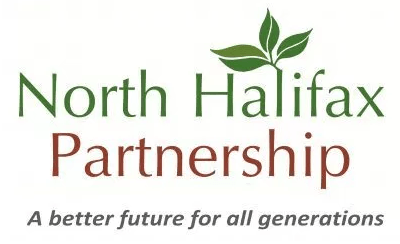 North Halifax
Partnership
A better future for all generations